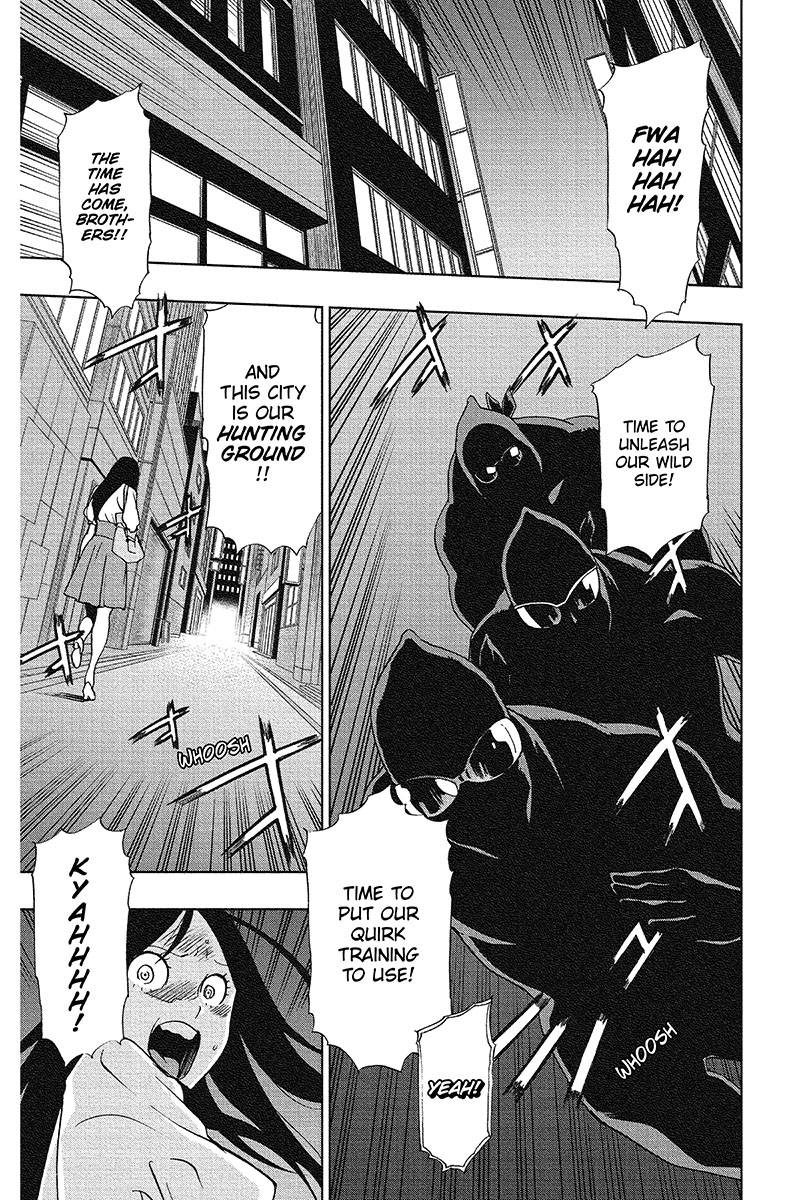 FWA
HAH
HAH
HAH!
THE
TIME
HAS
COME,
BROTH-
ERS!!
TIME TO
UNLEASH
OUR WILD
SIDE!
TIME TO
PUT OUR
QUIRK
TRAINING
TO USE!
YEAH!
WHOOSH
AND
THIS CITY
IS OUR
HUNTING
GROUND
!!
WHOOSH
KYAHHH!